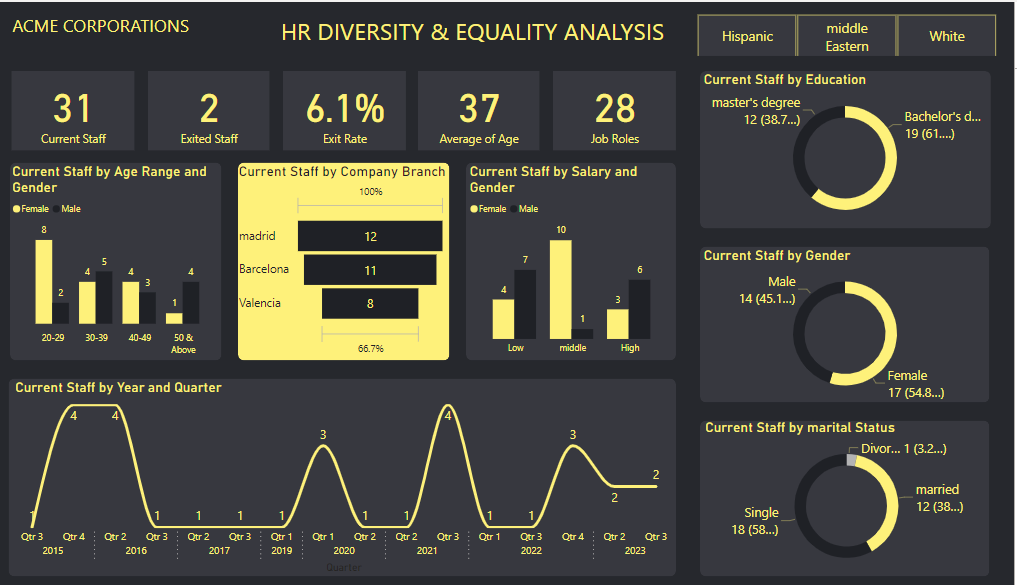 ACME CORPORATIONS
HR DIVERSITY & EQUALITY ANALYSIS
Hispanic
middle
Eastern
White
31
Current Staff
2
Exited Staff
6.1%
Exit Rate
37
Average of Age
28
Job Roles
Current Staff by Age Range and
Gender
Female Male
8
2
4
5
4
3
1
4
20-29 30-39 40-49 50 &
Above
Current Staff by Company Branch
100%
madrid 12
Barcelona 11
Valencia 8
66.7%
Current Staff by Salary and
Gender
Female Male
4
7
10
1
3
6
Low middle High
Current Staff by Education
master's degree
12 (38.7...)
Bachelor's d...
19 (61....)
Current Staff by Gender
Male
14 (45.1...)
Female
17 (54.8...)
Current Staff by marital Status
Divor... 1 (3.2...)
married
12 (38...)
Single
18 (58...)
Current Staff by Year and Quarter
1 4 4 1 1 1 1 3 1 1 4 1 1 3 2 2
Qtr 3 Qtr 4 Qtr 2 Qtr 3 Qtr 2 Qtr 3 Qtr 1 Qtr 1 Qtr 2 Qtr 2 Qtr 3 Qtr 1 Qtr 3 Qtr 4 Qtr 2 Qtr 3
2015 2016 2017 2019 2020 2021 2022 2023
Quarter